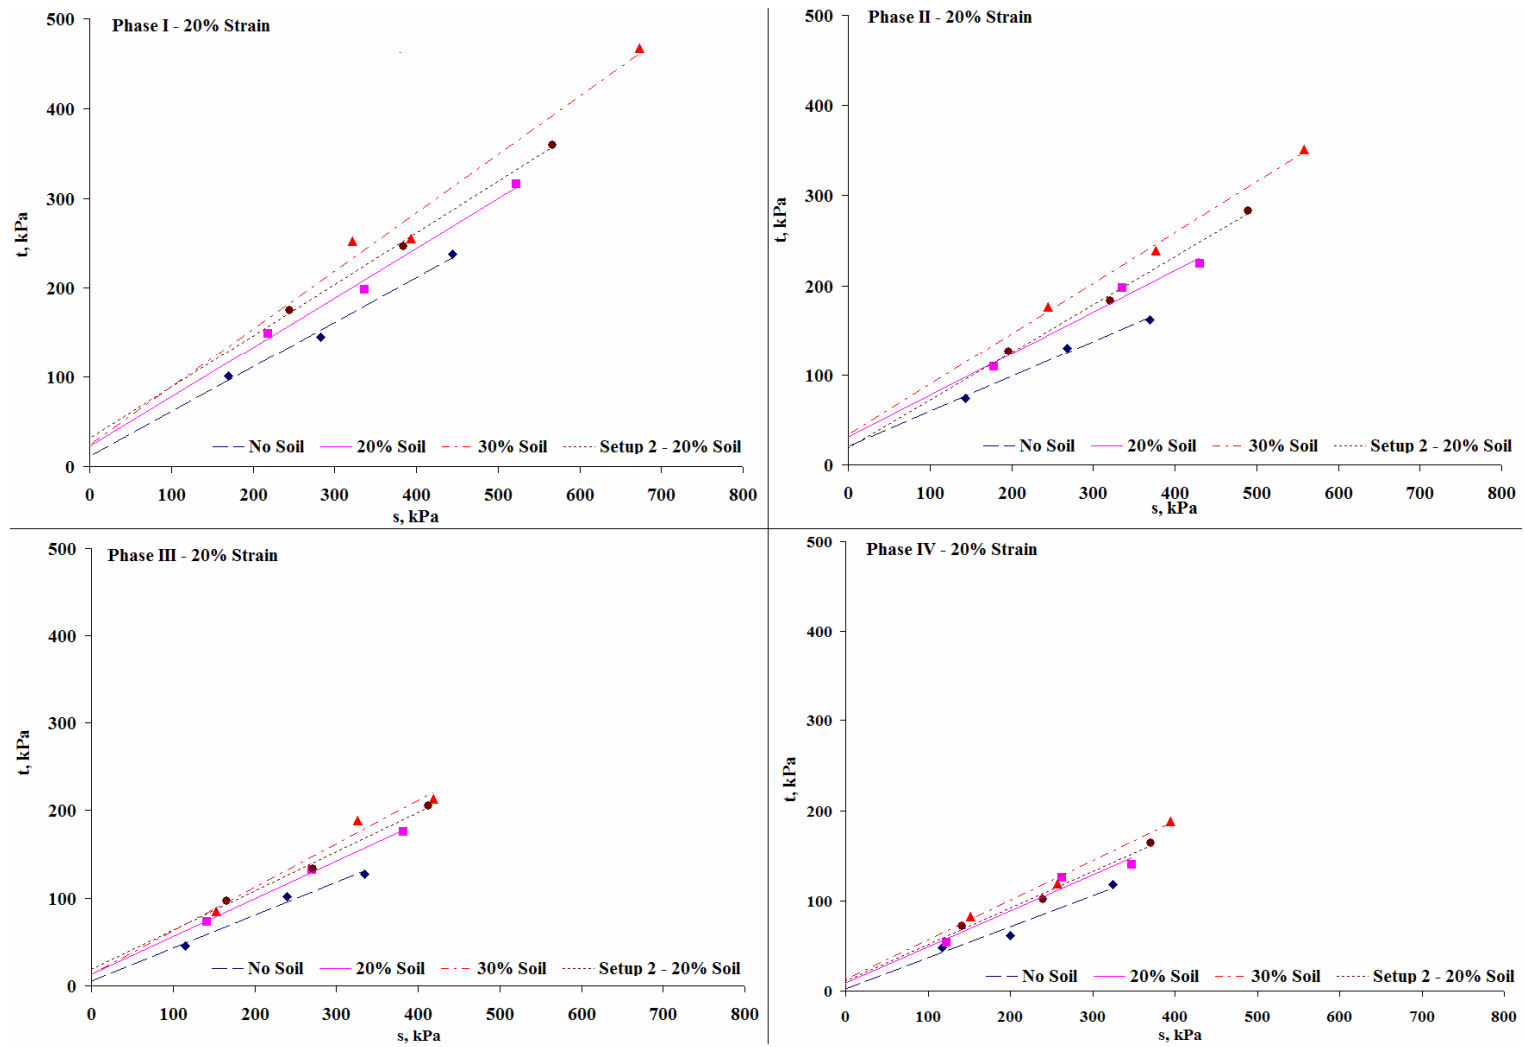 Phase I - 20% Strain
500
400
300
200
100
0
t, kPa
No Soil
20% Soil
30% Soil
Setup 2 - 20% Soil
0 100 200 300 400 500 600 700 800
s, kPa
Phase II - 20% Strain
500
400
300
200
100
0
t, kPa
No Soil
20% Soil
30% Soil
Setup 2 - 20% Soil
0 100 200 300 400 500 600 700 800
s, kPa
Phase III - 20% Strain
500
400
300
200
100
0
t, kPa
No Soil
20% Soil
30% Soil
Setup 2 - 20% Soil
0 100 200 300 400 500 600 700 800
s, kPa
Phase IV - 20% Strain
500
400
300
200
100
0
t, kPa
No Soil
20% Soil
30% Soil
Setup 2 - 20% Soil
0 100 200 300 400 500 600 700 800
s, kPa